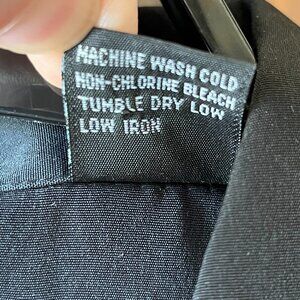 MACHINE WASH COLD
NON-CHLORINE BLEACH
TUMBLE DRY LOW
LOW IRON